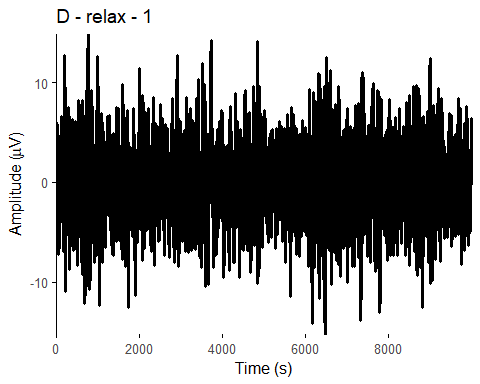 D - relax - 1
Amplitude (μV)
10
0
-10
0 2000 4000 6000 8000
Time (s)